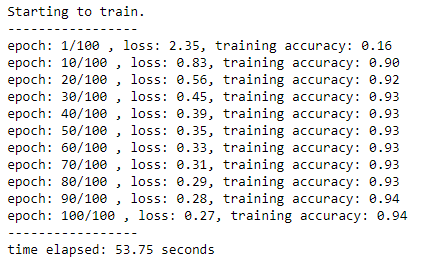 Starting to train.
-----------------
epoch: 1/100 , loss: 2.35, training accuracy: 0.16
epoch: 10/100 , loss: 0.83, training accuracy: 0.90
epoch: 20/100 , loss: 0.56, training accuracy: 0.92
epoch: 30/100 , loss: 0.45, training accuracy: 0.93
epoch: 40/100 , loss: 0.39, training accuracy: 0.93
epoch: 50/100 , loss: 0.35, training accuracy: 0.93
epoch: 60/100 , loss: 0.33, training accuracy: 0.93
epoch: 70/100 , loss: 0.31, training accuracy: 0.93
epoch: 80/100 , loss: 0.29, training accuracy: 0.93
epoch: 90/100 , loss: 0.28, training accuracy: 0.94
epoch: 100/100 , loss: 0.27, training accuracy: 0.94
-----------------
time elapsed: 53.75 seconds